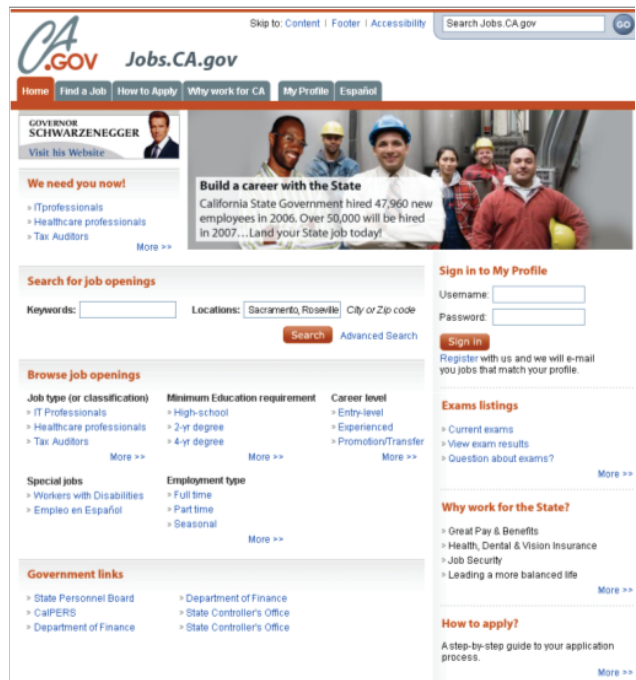 Skip to: Content | Footer | Accessibility
Search Jobs.CA.gov
GO
CA
.GOV
Jobs.CA.gov
Home
Find a Job
How to Apply
Why work for CA
My Profile
Español
GOVERNOR
SCHWARZENEGGER
Visit his Website
We need you now!
» ITprofessionals
» Healthcare professionals
» Tax Auditors
More »»
Build a career with the State
California State Government hired 47,960 new
employees in 2006. Over 50,000 will be hired
in 2007...Land your State job today!
Search for job openings
Keywords:
Locations: Sacramento, Roseville City or Zip code
Search
Advanced Search
Browse job openings
Job type (or classification)
» IT Professionals
» Healthcare professionals
» Tax Auditors
More »»
Minimum Education requirement
» High-school
» 2-yr degree
» 4-yr degree
More »»
Career level
» Entry-level
» Experienced
» Promotion/Transfer
More »»
Special jobs
» Workers with Disabilities
» Empleo en Español
Employment type
» Full time
» Part time
» Seasonal
More »»
Government links
» State Personnel Board
» CalPERS
» Department of Finance
» Department of Finance
» State Controller's Office
» State Controller's Office
Sign in to My Profile
Username:
Password:
Sign in
Register with us and we will e-mail
you jobs that match your profile.
Exams listings
» Current exams
» View exam results
» Question about exams?
More »»
Why work for the State?
» Great Pay & Benefits
» Health, Dental & Vision Insurance
» Job Security
» Leading a more balanced life
More »»
How to apply?
A step-by-step guide to your application
process.
More »»